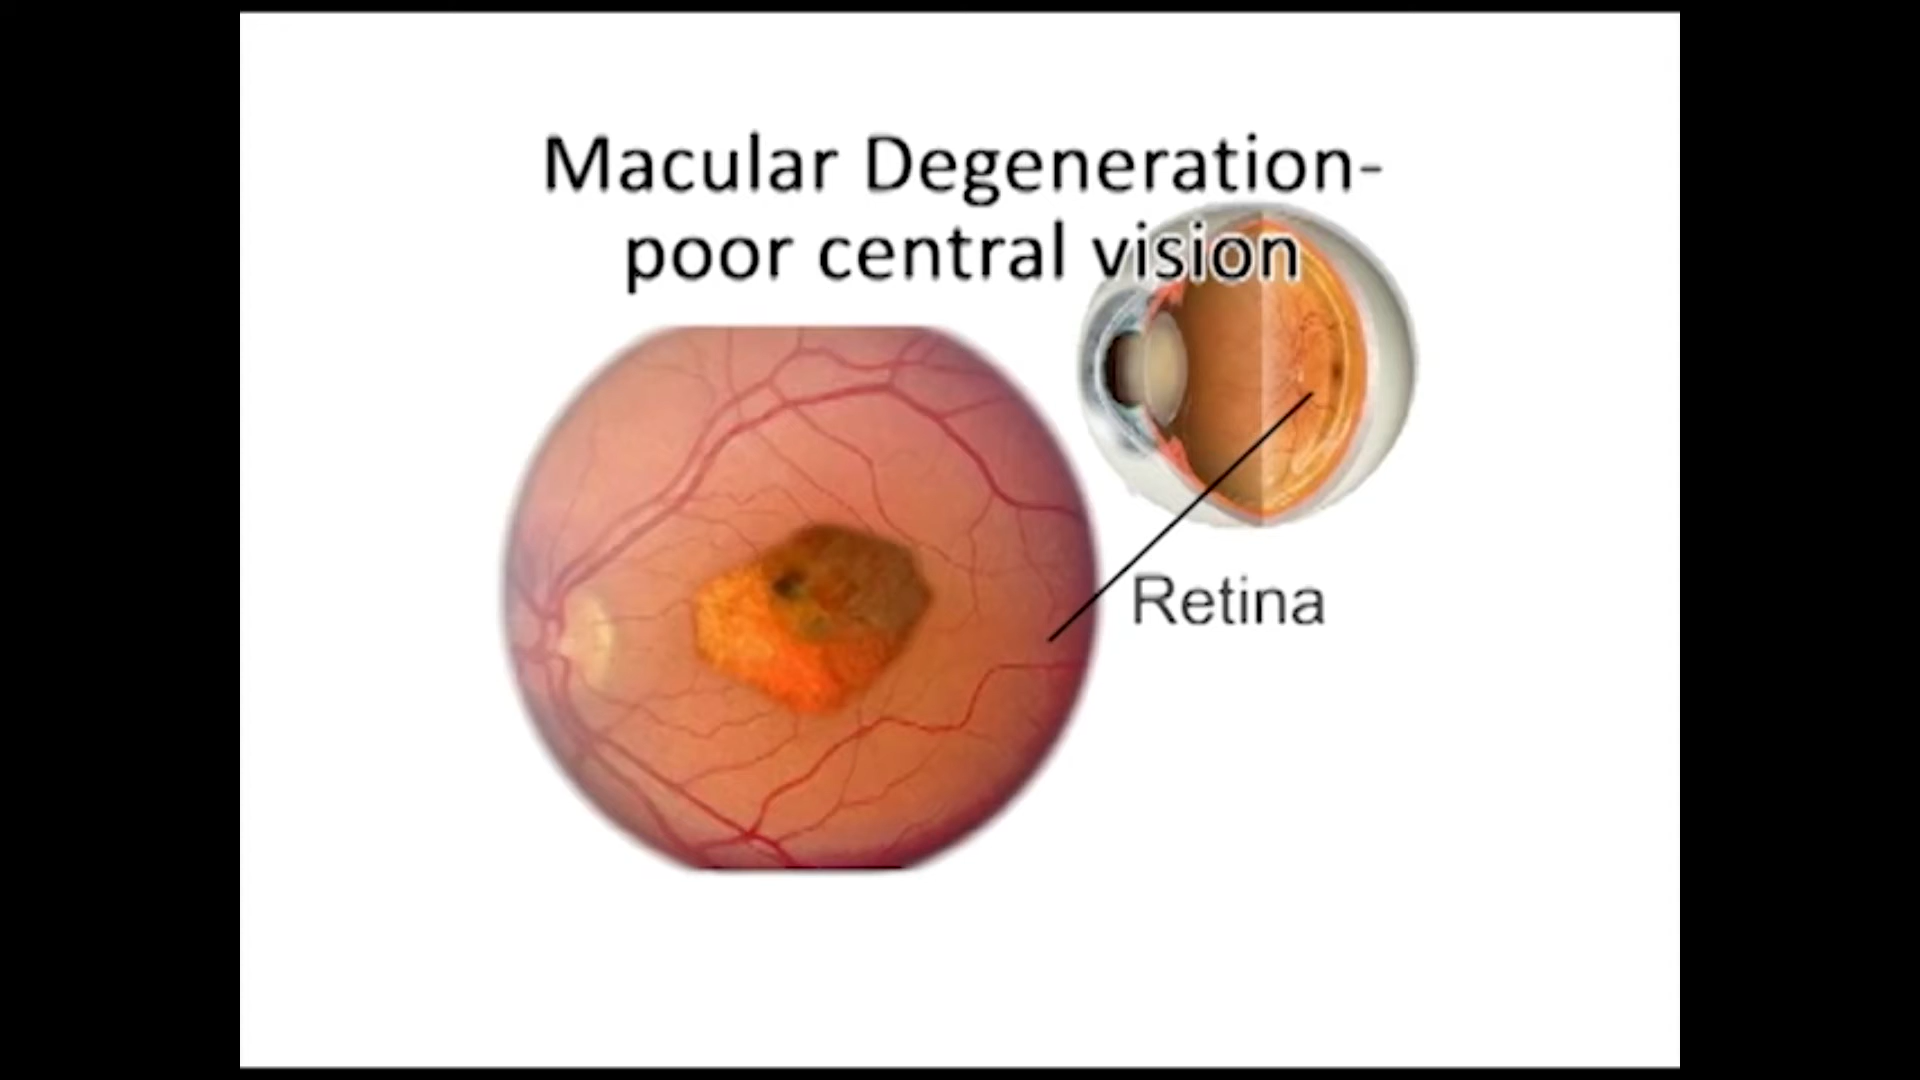 Macular Degeneration-
poor central vision
Retina